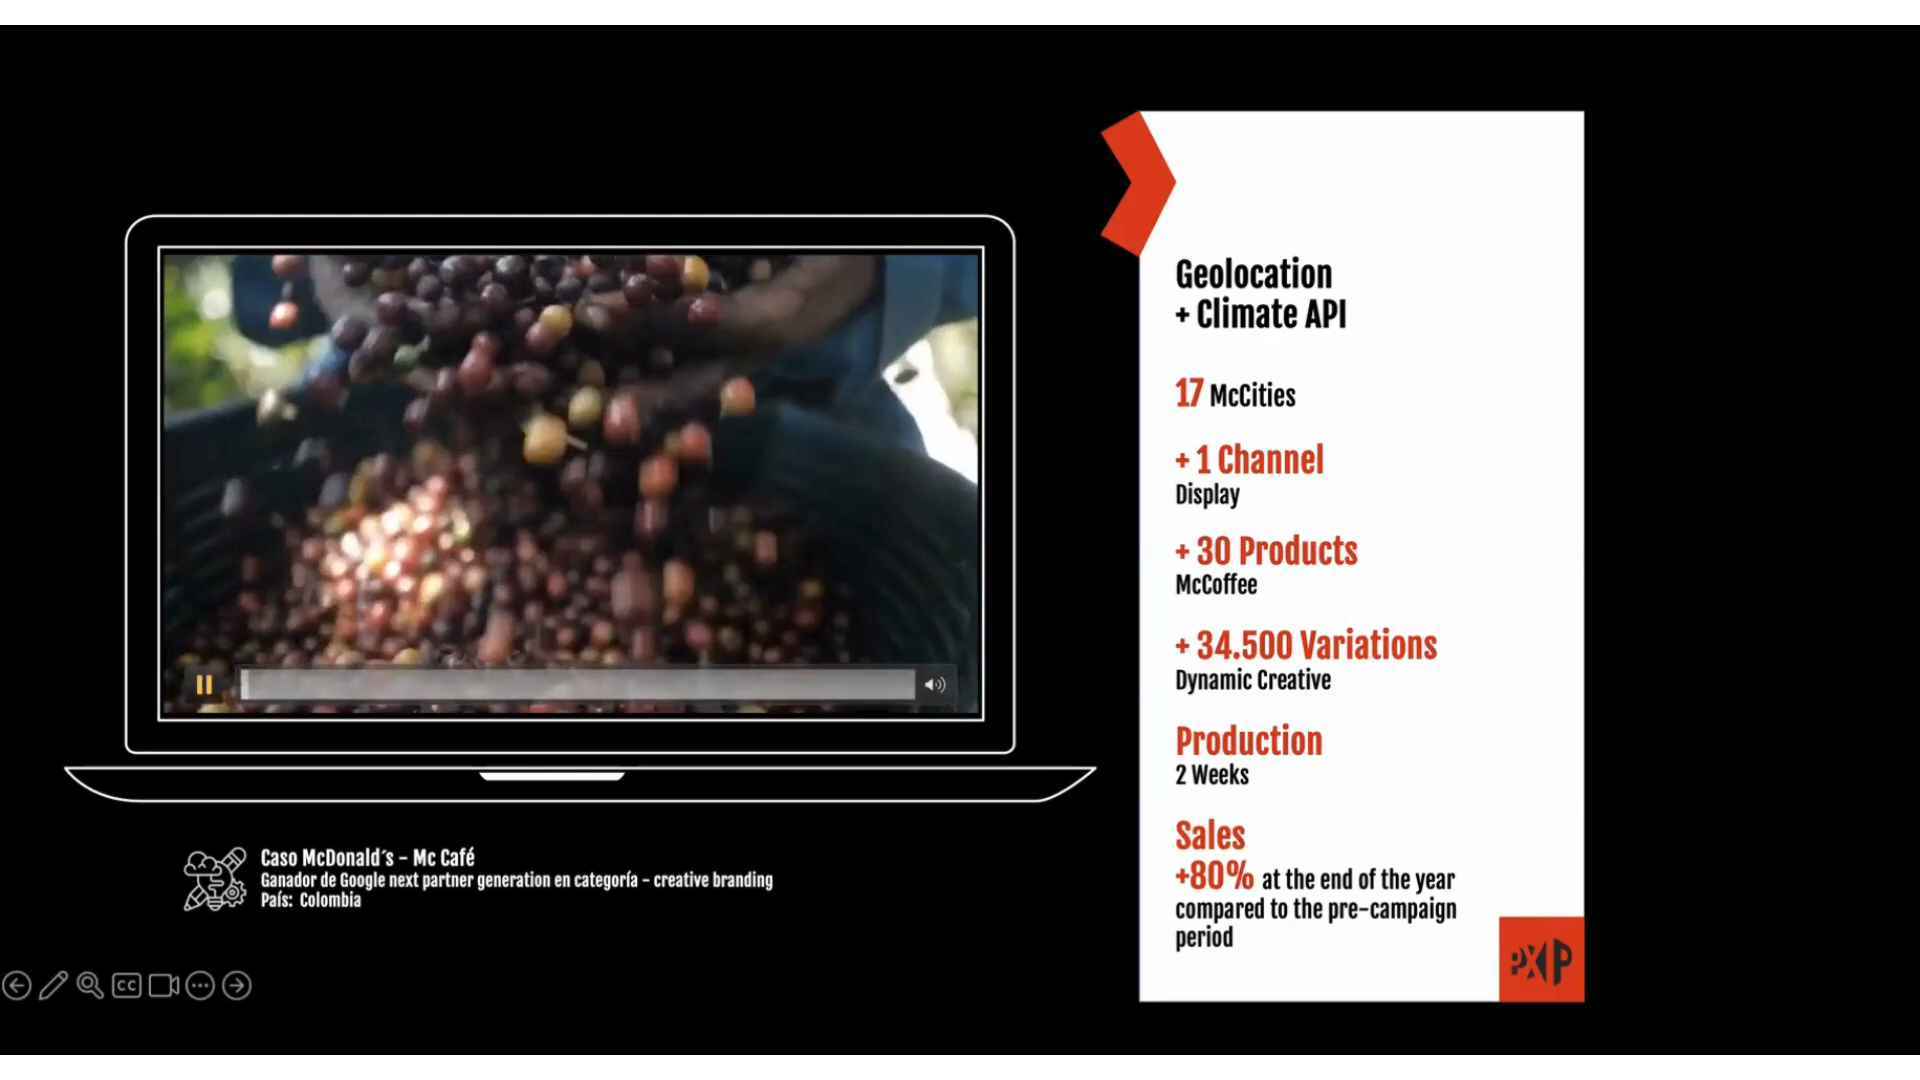 Geolocation
+ Climate API
17 McCities
+ 1 Channel
Display
+ 30 Products
McCoffee
+ 34.500 Variations
Dynamic Creative
Production
2 Weeks
Sales
+80% at the end of the year
compared to the pre-campaign
period
PXP
Caso McDonald´s - Mc Café
Ganador de Google next partner generation en categoría - creative branding
País: Colombia
CC